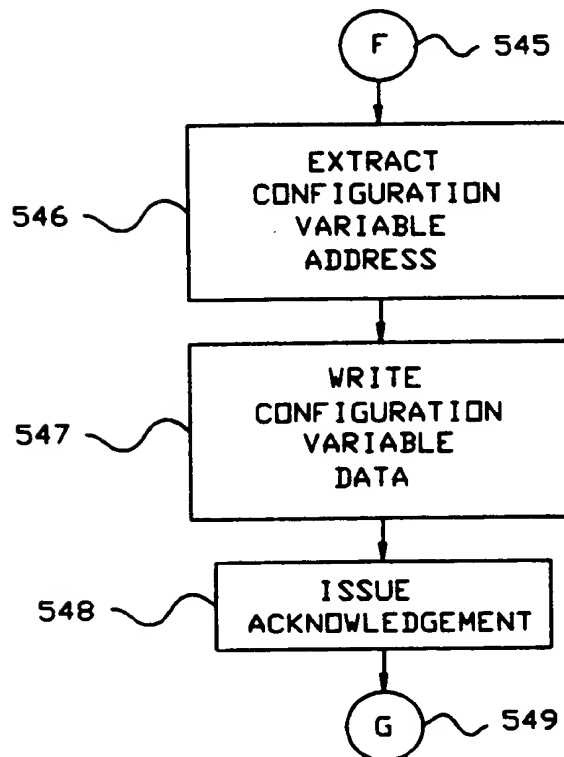 F
545
EXTRACT
CONFIGURATION
VARIABLE
ADDRESS
546
WRITE
CONFIGURATION
VARIABLE
DATA
547
ISSUE
ACKNOWLEDGEMENT
548
G
549